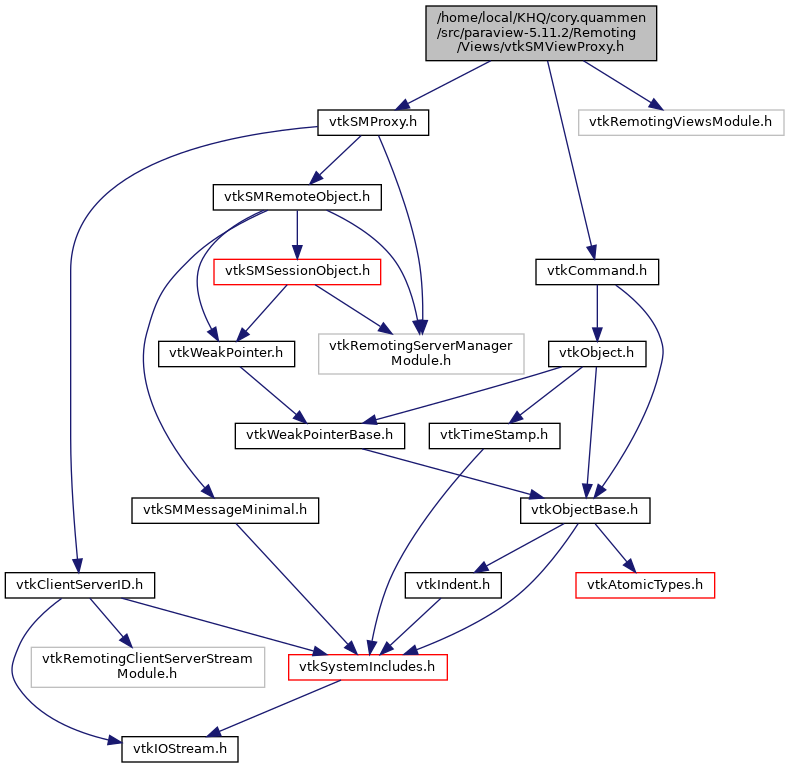 /home/local/KHQ/cory.quammen
/src/paraview-5.11.2/Remoting
/Views/vtkSMViewProxy.h
vtkSMProxy.h
vtkRemotingViewsModule.h
vtkSMRemoteObject.h
vtkSMSessionObject.h
vtkCommand.h
vtkWeakPointer.h
vtkRemotingServerManager
Module.h
vtkObject.h
vtkWeakPointerBase.h
vtkTimeStamp.h
vtkSMMessageMinimal.h
vtkObjectBase.h
vtkClientServerID.h
vtkIndent.h
vtkAtomicTypes.h
vtkRemotingClientServerStream
Module.h
vtkSystemIncludes.h
vtkIOStream.h